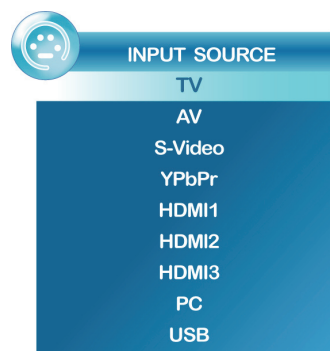 INPUT SOURCE
TV
AV
S-Video
YPbPr
HDMI1
HDMI2
HDMI3
PC
USB